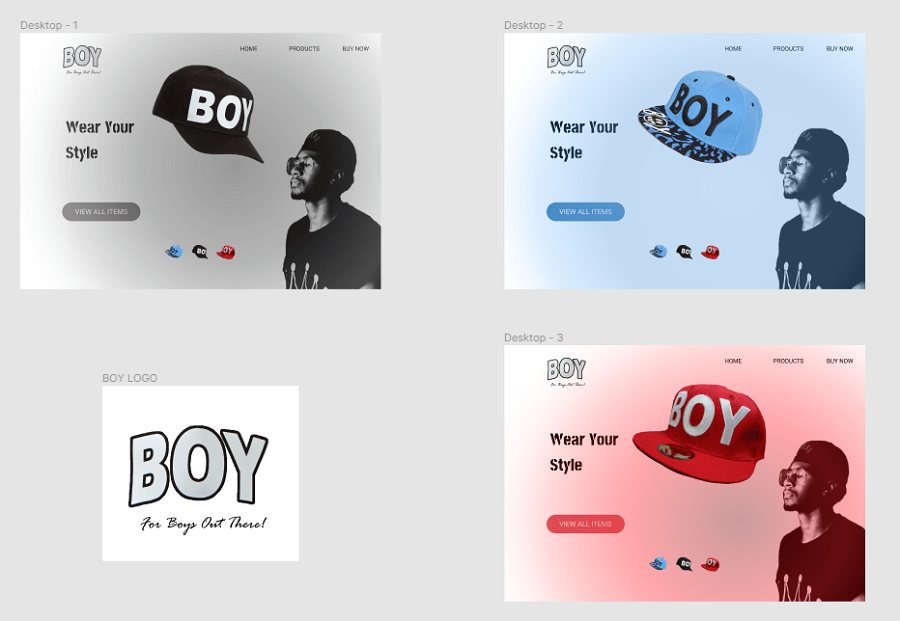 Desktop - 1
BOY
For Boys Out There!
HOME PRODUCTS BUY NOW
BOY
Wear Your
Style
VIEW ALL ITEMS
Desktop - 2
BOY
For Boys Out There!
HOME PRODUCTS BUY NOW
BOY
Wear Your
Style
VIEW ALL ITEMS
BOY LOGO
BOY
For Boys Out There!
Desktop - 3
BOY
For Boys Out There!
HOME PRODUCTS BUY NOW
BOY
Wear Your
Style
VIEW ALL ITEMS